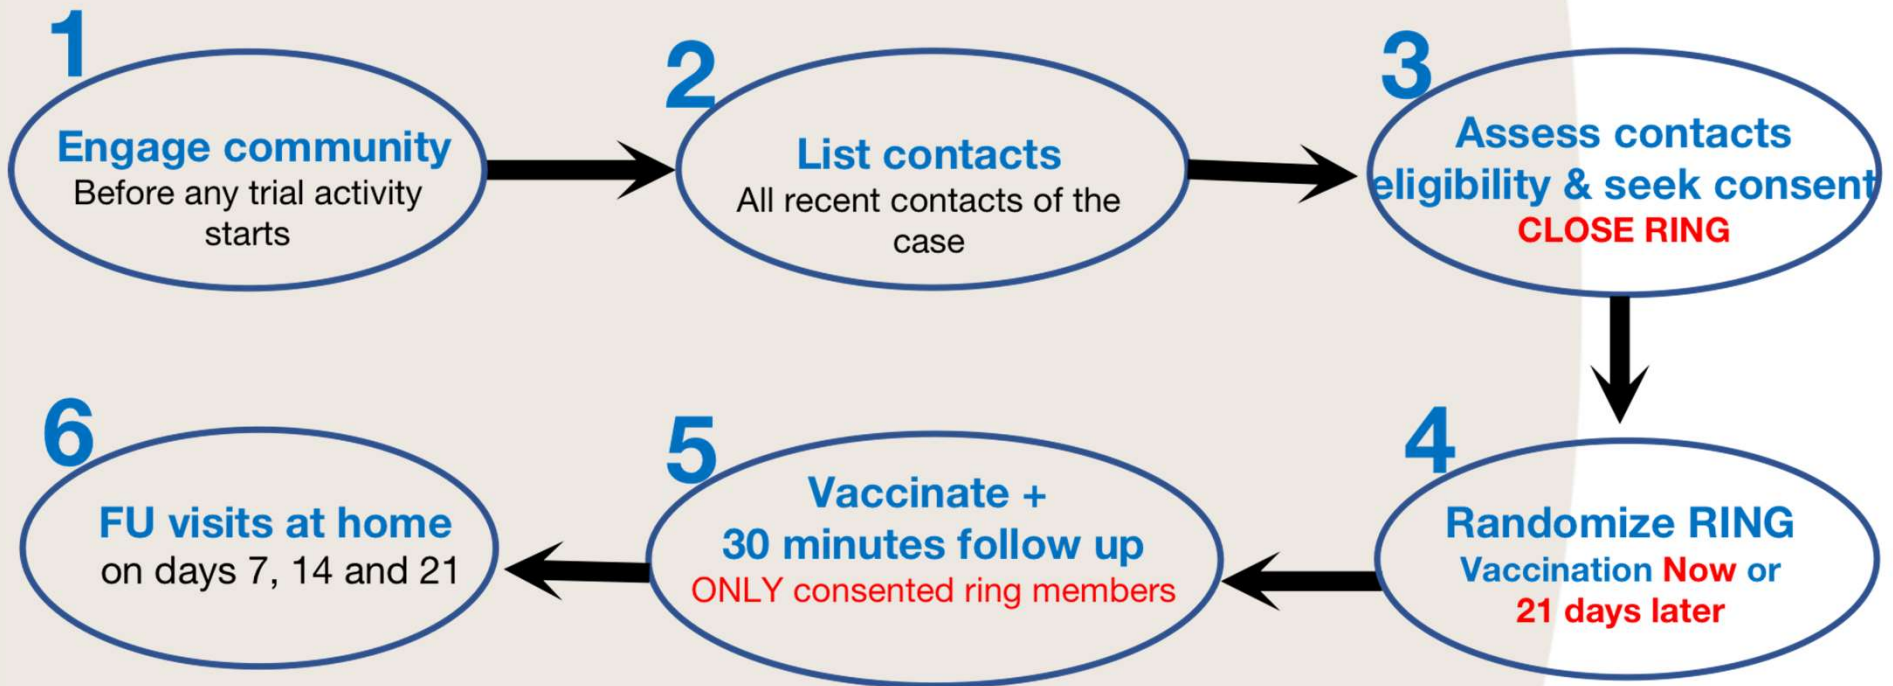 1
Engage community
Before any trial activity
starts
2
List contacts
All recent contacts of the
case
3
Assess contacts
eligibility & seek consent
CLOSE RING
4
Randomize RING
Vaccination Now or
21 days later
5
Vaccinate +
30 minutes follow up
ONLY consented ring members
6
FU visits at home
on days 7, 14 and 21